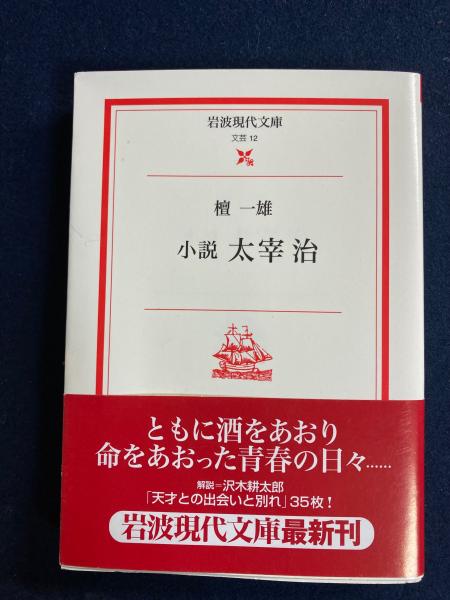 岩波現代文庫
文芸 12
檀 一雄
小説 太宰 治
ともに酒をあおり
命をあおった青春の日々……
解説=沢木耕太郎
「天才との出会いと別れ」35枚！
岩波現代文庫最新刊